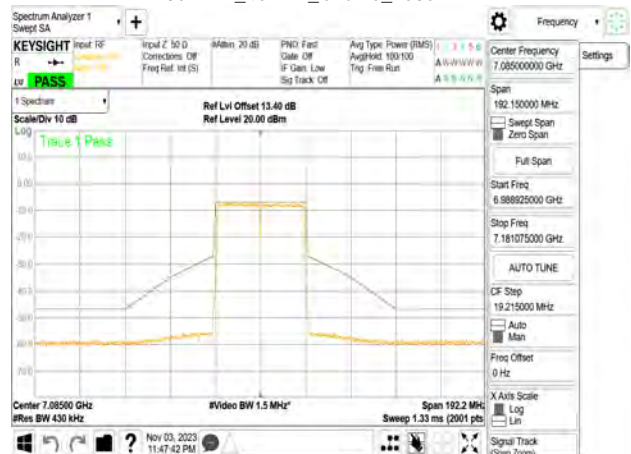 Spectrum Analyzer 1
Swept SA
Frequency
KEYSIGHT
Input: RF
Input Z: 50 Ω
Corrections: Off
Freq Ref: Int (S)
#Atten: 20 dB
PNO: Fast
Gate: Off
IF Gain: Low
Sig Track: Off
Avg Type: Power (RMS)
Avg|Hold: 100/100
Trig: Free Run
PASS
Center Frequency
7.085000000 GHz
Settings
Span
192.150000 MHz
Swept Span
Zero Span
Full Span
Start Freq
6.988925000 GHz
Stop Freq
7.181075000 GHz
AUTO TUNE
CF Step
19.215000 MHz
Auto
Man
Freq Offset
0 Hz
X Axis Scale
Log
Lin
Signal Track
(Span Zoom)
1 Spectrum
Scale/Div 10 dB
Ref Lvl Offset 13.40 dB
Ref Level 20.00 dBm
Log
Trace 1 Pass
Center 7.08500 GHz
#Res BW 430 kHz
#Video BW 1.5 MHz*
Span 192.2 MHz
Sweep 1.33 ms (2001 pts
Nov 03, 2023
11:47:42 PM